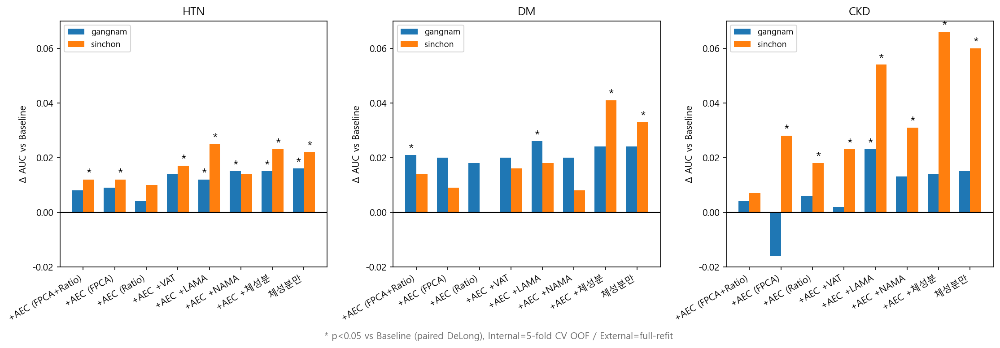 HTN
gangnam
sinchon
Δ AUC vs Baseline
0.06
0.04
0.02
0.00
-0.02
+AEC (FPCA+Ratio)
+AEC (FPCA)
+AEC (Ratio)
+AEC +VAT
+AEC +LAMA
+AEC +NAMA
+AEC +체성분
체성분만
* * * * * * * * * *
DM
gangnam
sinchon
Δ AUC vs Baseline
0.06
0.04
0.02
0.00
-0.02
+AEC (FPCA+Ratio)
+AEC (FPCA)
+AEC (Ratio)
+AEC +VAT
+AEC +LAMA
+AEC +NAMA
+AEC +체성분
체성분만
* * * *
CKD
gangnam
sinchon
Δ AUC vs Baseline
0.06
0.04
0.02
0.00
-0.02
+AEC (FPCA+Ratio)
+AEC (FPCA)
+AEC (Ratio)
+AEC +VAT
+AEC +LAMA
+AEC +NAMA
+AEC +체성분
체성분만
* * * * * * * *
* p<0.05 vs Baseline (paired DeLong), Internal=5-fold CV OOF / External=full-refit